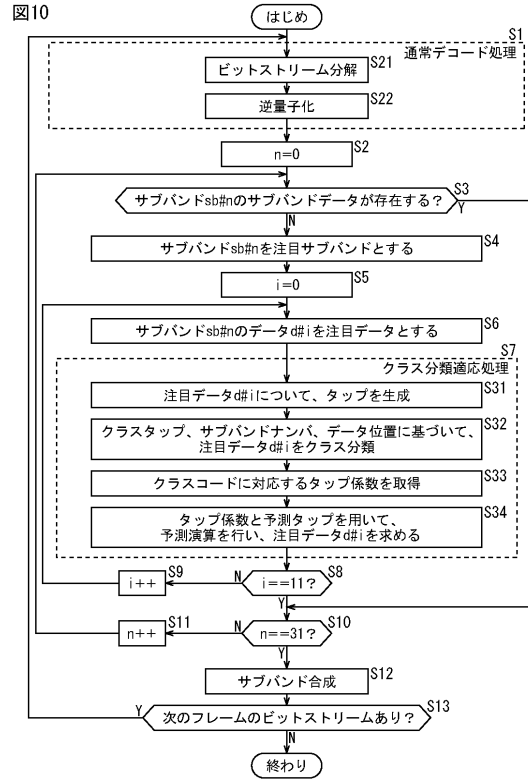 図10
はじめ
S1
通常デコード処理
S21
ビットストリーム分解
S22
逆量子化
S2
n=0
S3
サブバンドsb#nのサブバンドデータが存在する?
Y
N
S4
サブバンドsb#nを注目サブバンドとする
S5
i=0
S6
サブバンドsb#nのデータd#iを注目データとする
S7
クラス分類適応処理
S31
注目データd#iについて、タップを生成
S32
クラスタップ、サブバンドナンバ、データ位置に基づいて、
注目データd#iをクラス分類
S33
クラスコードに対応するタップ係数を取得
S34
タップ係数と予測タップを用いて、
予測演算を行い、注目データd#iを求める
S9
i++
N
S8
i==11?
Y
S11
n++
N
S10
n==31?
Y
S12
サブバンド合成
Y
S13
次のフレームのビットストリームあり?
N
終わり